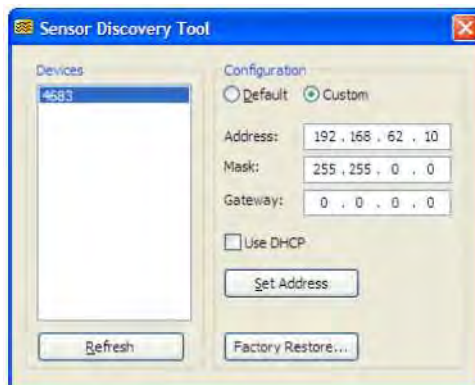 Sensor Discovery Tool
Devices
4683
Refresh
Configuration
Default Custom
Address: 192 . 168 . 62 . 10
Mask: 255 . 255 . 0 . 0
Gateway: 0 . 0 . 0 . 0
Use DHCP
Set Address
Factory Restore...